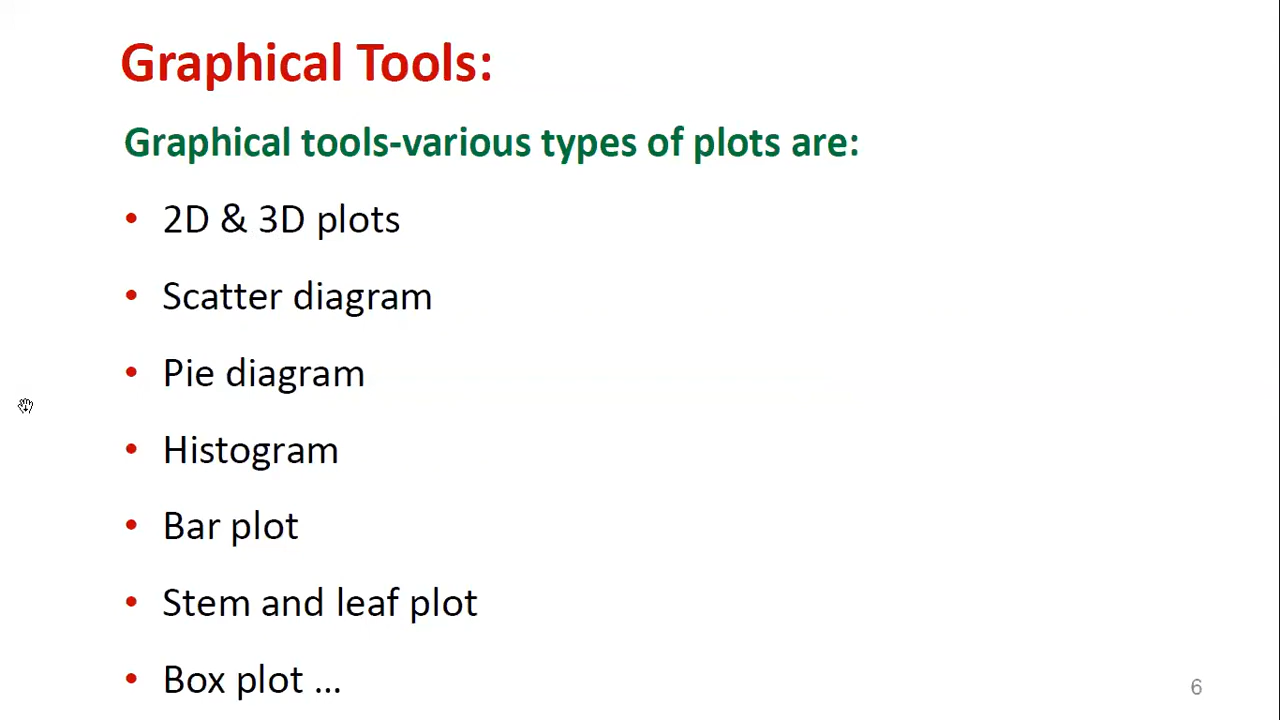 Graphical Tools:
Graphical tools-various types of plots are:
• 2D & 3D plots
• Scatter diagram
• Pie diagram
• Histogram
• Bar plot
• Stem and leaf plot
• Box plot ...
6